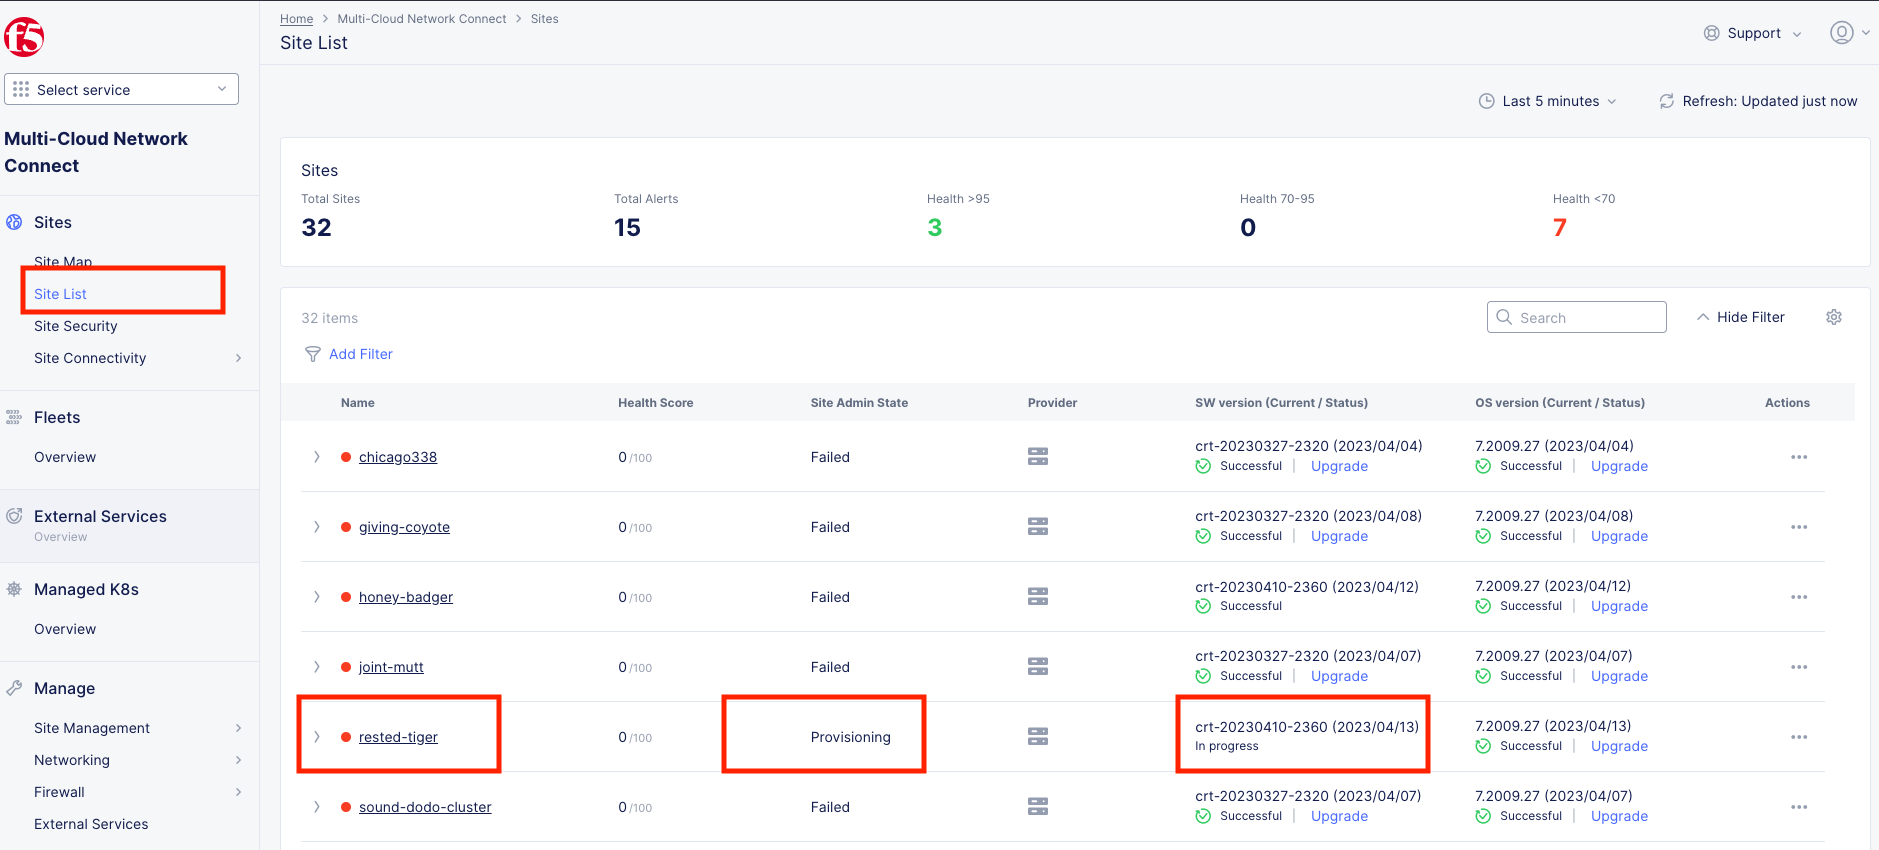 f5
Select service
Multi-Cloud Network
Connect
Sites
Site Map
Site List
Site Security
Site Connectivity
Fleets
Overview
External Services
Overview
Managed K8s
Overview
Manage
Site Management
Networking
Firewall
External Services
Home > Multi-Cloud Network Connect > Sites
Site List
Support
Last 5 minutes
Refresh: Updated just now
Sites
Total Sites Total Alerts Health >95 Health 70-95 Health <70
32 15 3 0 7
32 items
Search
Hide Filter
Add Filter
Name Health Score Site Admin State Provider SW version (Current / Status) OS version (Current / Status) Actions
chicago338 0 /100 Failed crt-20230327-2320 (2023/04/04) 7.2009.27 (2023/04/04)
Successful | Upgrade Successful | Upgrade
giving-coyote 0 /100 Failed crt-20230327-2320 (2023/04/08) 7.2009.27 (2023/04/08)
Successful | Upgrade Successful | Upgrade
honey-badger 0 /100 Failed crt-20230410-2360 (2023/04/12) 7.2009.27 (2023/04/12)
Successful Successful | Upgrade
joint-mutt 0 /100 Failed crt-20230327-2320 (2023/04/07) 7.2009.27 (2023/04/07)
Successful | Upgrade Successful | Upgrade
rested-tiger 0 /100 Provisioning crt-20230410-2360 (2023/04/13) 7.2009.27 (2023/04/13)
In progress Successful | Upgrade
sound-dodo-cluster 0 /100 Failed crt-20230327-2320 (2023/04/07) 7.2009.27 (2023/04/07)
Successful | Upgrade Successful | Upgrade